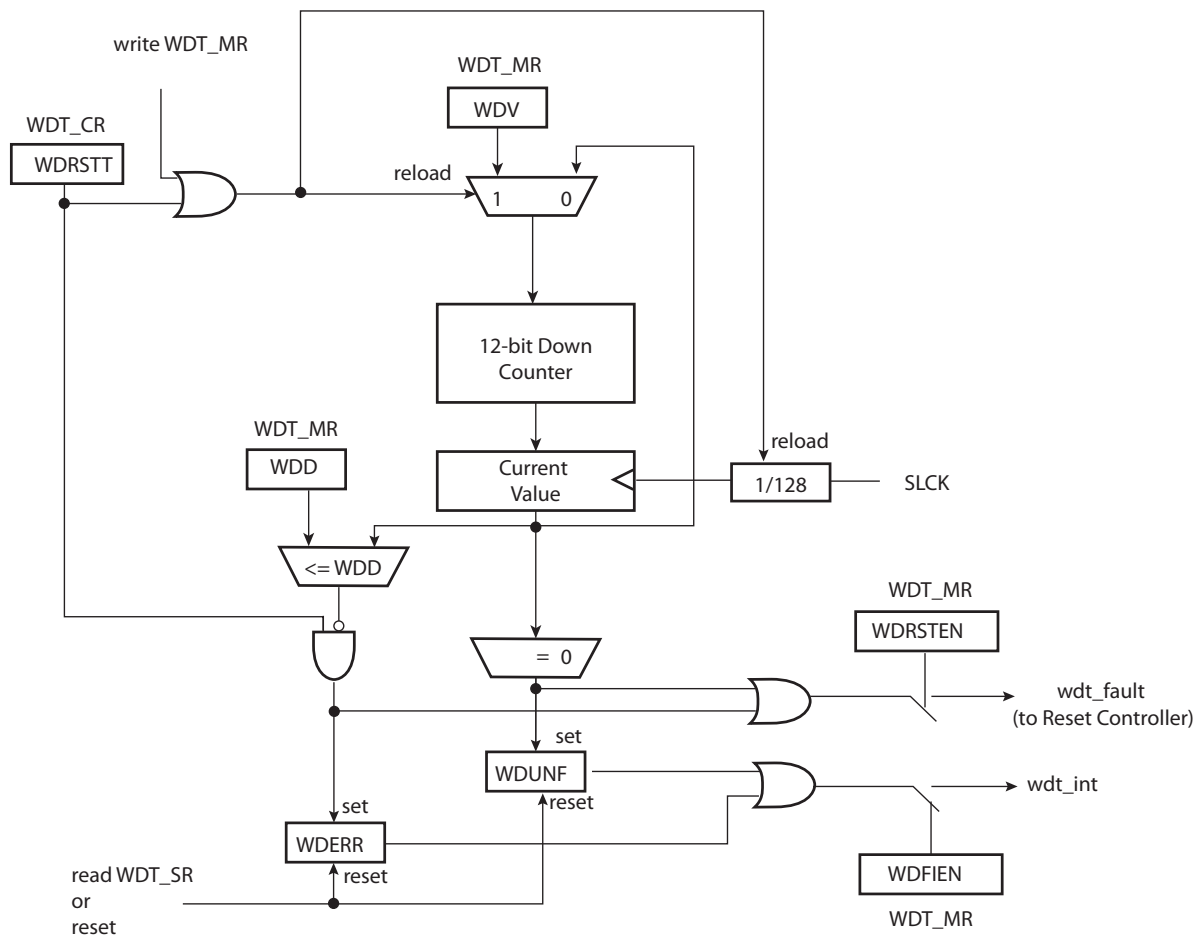 write WDT_MR
WDT_MR
WDV
WDT_CR
WDRSTT
reload
1 0
12-bit Down
Counter
WDT_MR
WDD
Current
Value
reload
1/128
SLCK
<= WDD
WDT_MR
WDRSTEN
= 0
wdt_fault
(to Reset Controller)
set
WDUNF
reset
wdt_int
set
WDERR
reset
WDFIEN
WDT_MR
read WDT_SR
or
reset